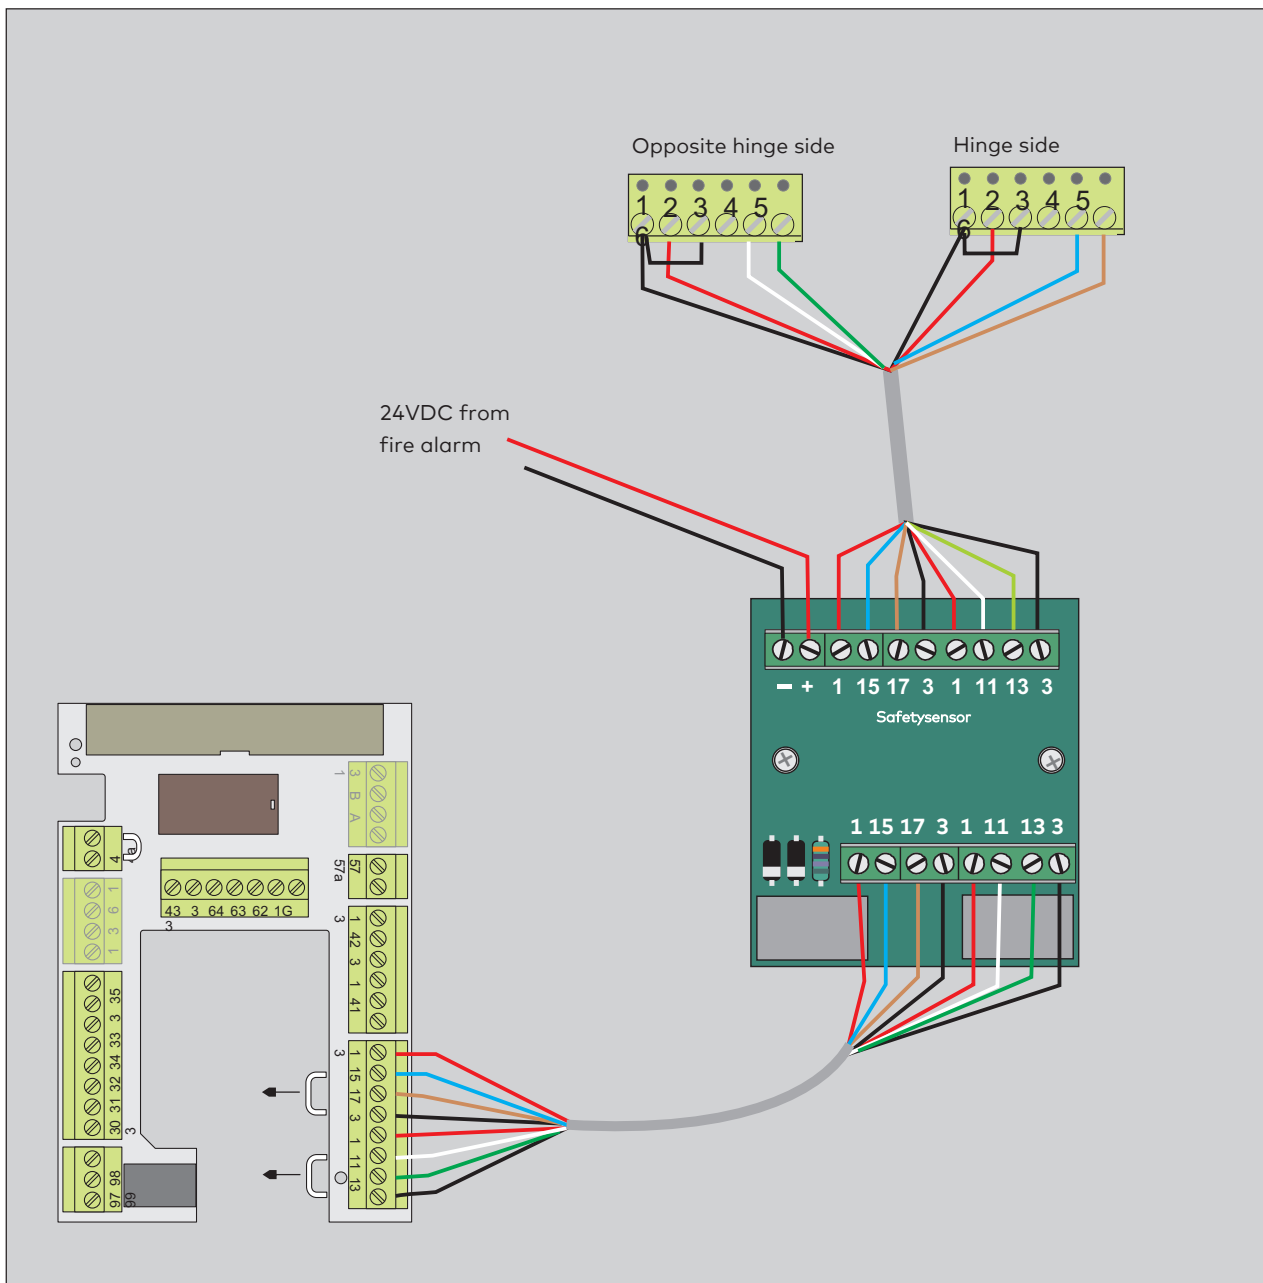 Opposite hinge side
Hinge side
1 2 3 4 5
6
1 2 3 4 5
6
24VDC from
fire alarm
– + 1 15 17 3 1 11 13 3
Safetysensor
1 15 17 3 1 11 13 3
1 3 B A
4
a
57
57a
1 3 6 1
43 3 64 63 62 1G
3
3
1
42
3
1
41
35
3
33
34
32
31
30
3
3
1
15
17
3
1
11
13
98
97
99